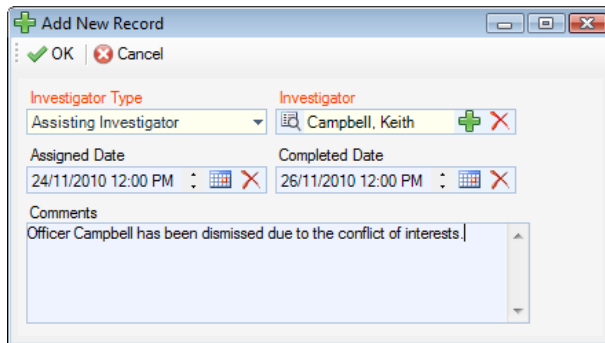 Add New Record
OK Cancel
Investigator Type Investigator
Assisting Investigator Campbell, Keith
Assigned Date Completed Date
24/11/2010 12:00 PM 26/11/2010 12:00 PM
Comments
Officer Campbell has been dismissed due to the conflict of interests.